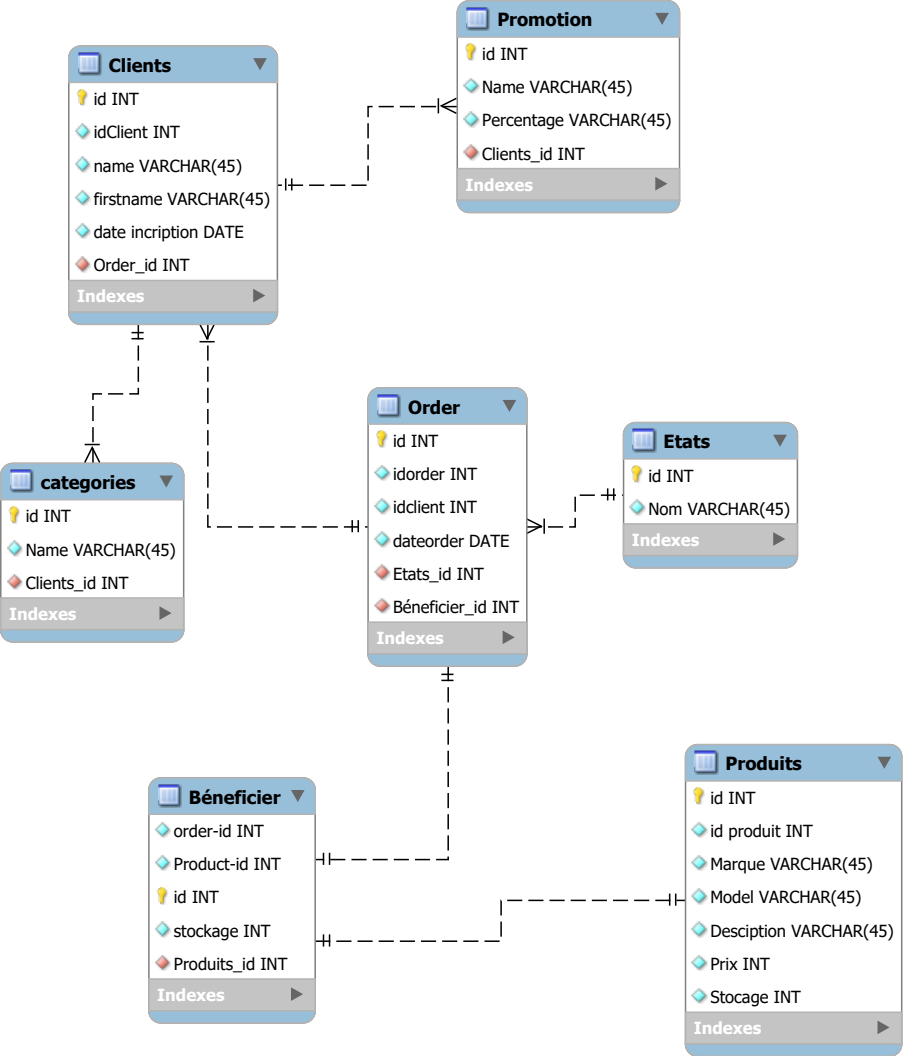 Clients
id INT
idClient INT
name VARCHAR(45)
firstname VARCHAR(45)
date incription DATE
Order_id INT
Indexes
Promotion
id INT
Name VARCHAR(45)
Percentage VARCHAR(45)
Clients_id INT
Indexes
categories
id INT
Name VARCHAR(45)
Clients_id INT
Indexes
Order
id INT
idorder INT
idclient INT
dateorder DATE
Etats_id INT
Béneficier_id INT
Indexes
Etats
id INT
Nom VARCHAR(45)
Indexes
Béneficier
order-id INT
Product-id INT
id INT
stockage INT
Produits_id INT
Indexes
Produits
id INT
id produit INT
Marque VARCHAR(45)
Model VARCHAR(45)
Desciption VARCHAR(45)
Prix INT
Stocage INT
Indexes